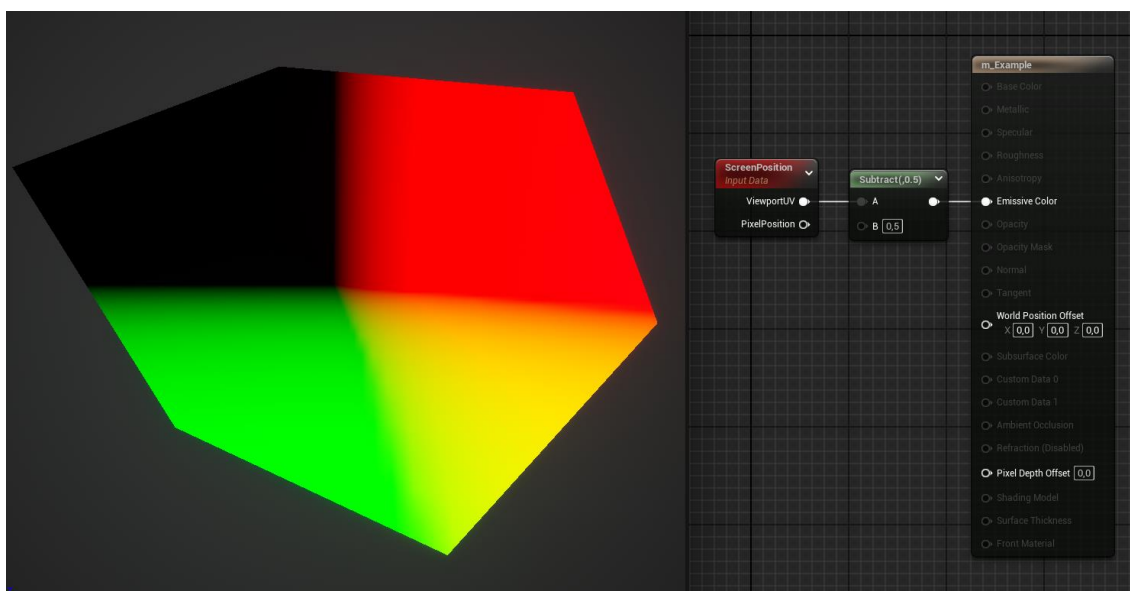 m_Example
Base Color
Metallic
Specular
Roughness
Anisotropy
Emissive Color
Opacity
Opacity Mask
Normal
Tangent
World Position Offset
X 0,0 Y 0,0 Z 0,0
Subsurface Color
Custom Data 0
Custom Data 1
Ambient Occlusion
Refraction (Disabled)
Pixel Depth Offset 0,0
Shading Model
Surface Thickness
Front Material
ScreenPosition
Input Data
ViewportUV
PixelPosition
Subtract(,0.5)
A
B 0,5